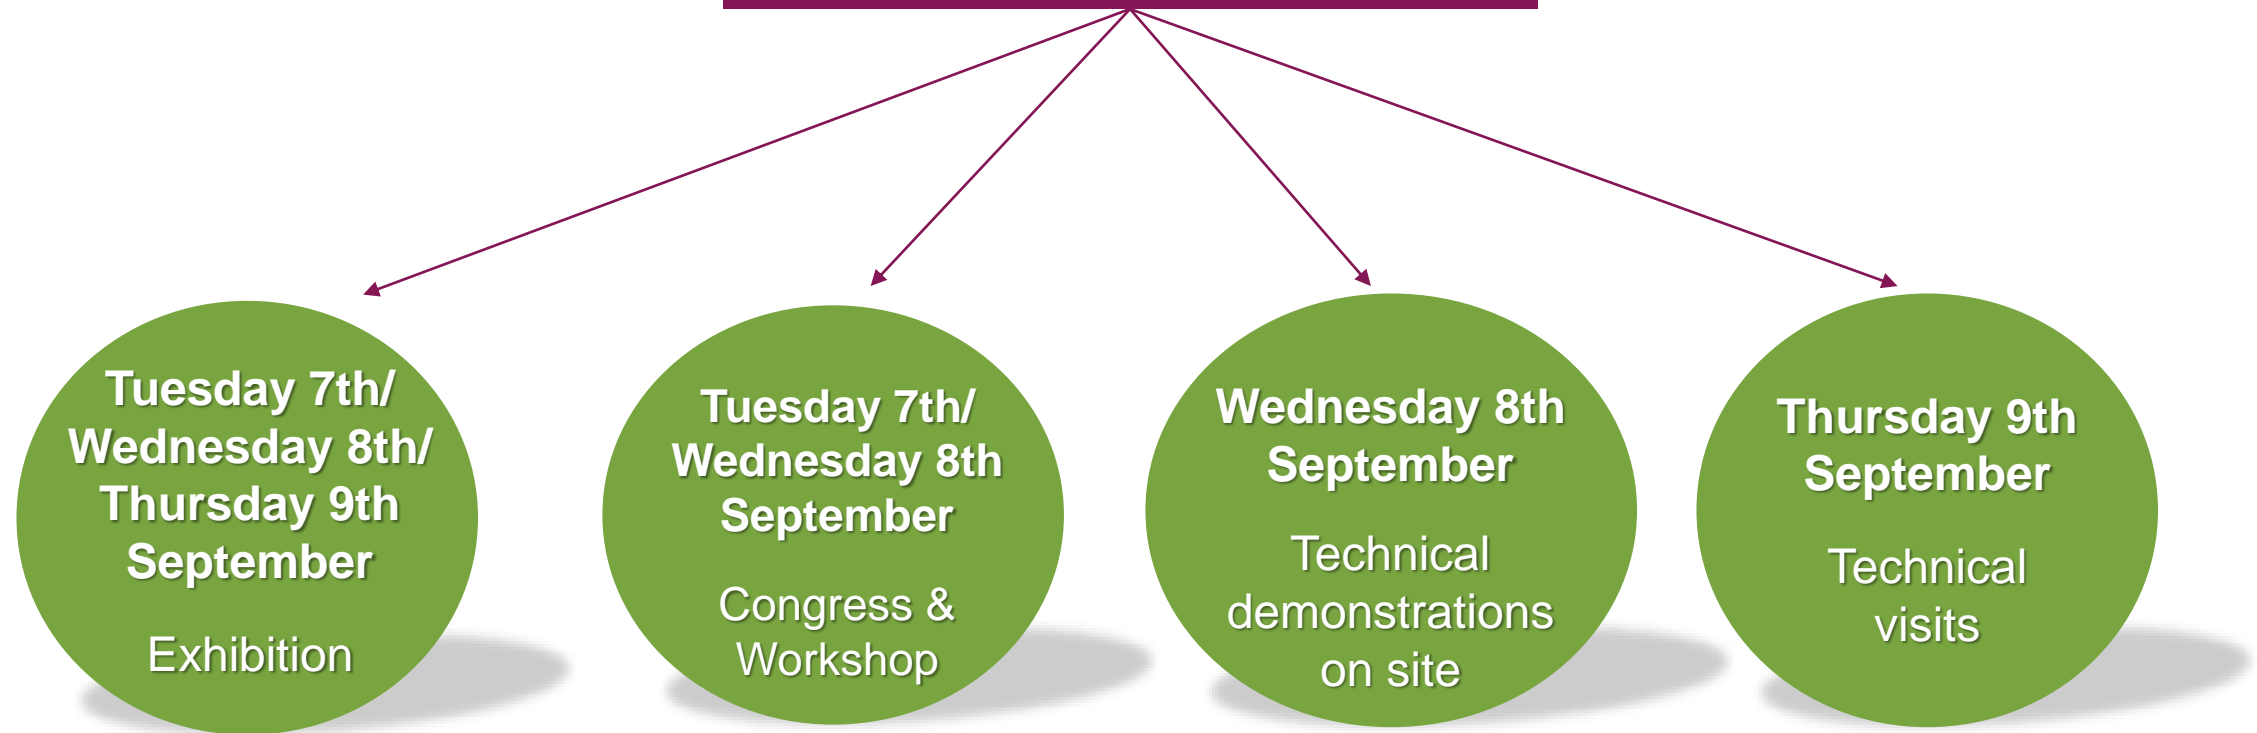 Tuesday 7th/
Wednesday 8th/
Thursday 9th
September
Exhibition
Tuesday 7th/
Wednesday 8th
September
Congress &
Workshop
Wednesday 8th
September
Technical
demonstrations
on site
Thursday 9th
September
Technical
visits